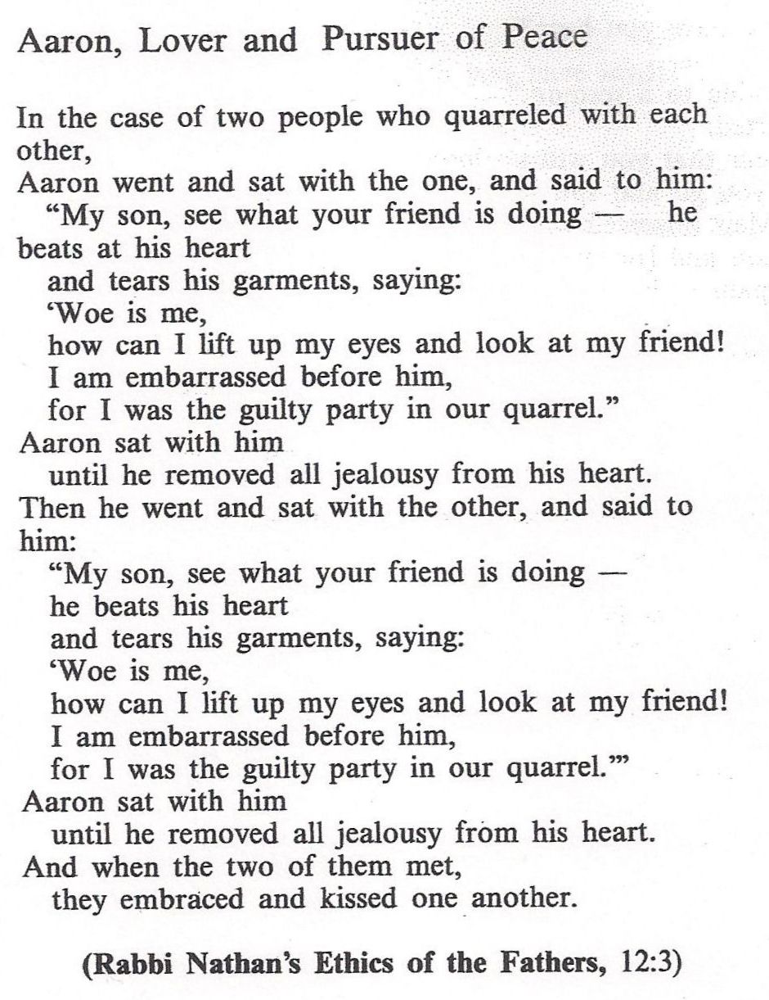 Aaron, Lover and Pursuer of Peace
In the case of two people who quarreled with each
other,
Aaron went and sat with the one, and said to him:
“My son, see what your friend is doing — he
beats at his heart
and tears his garments, saying:
‘Woe is me,
how can I lift up my eyes and look at my friend!
I am embarrassed before him,
for I was the guilty party in our quarrel.”
Aaron sat with him
until he removed all jealousy from his heart.
Then he went and sat with the other, and said to
him:
“My son, see what your friend is doing —
he beats his heart
and tears his garments, saying:
‘Woe is me,
how can I lift up my eyes and look at my friend!
I am embarrassed before him,
for I was the guilty party in our quarrel.’”
Aaron sat with him
until he removed all jealousy from his heart.
And when the two of them met,
they embraced and kissed one another.
(Rabbi Nathan’s Ethics of the Fathers, 12:3)